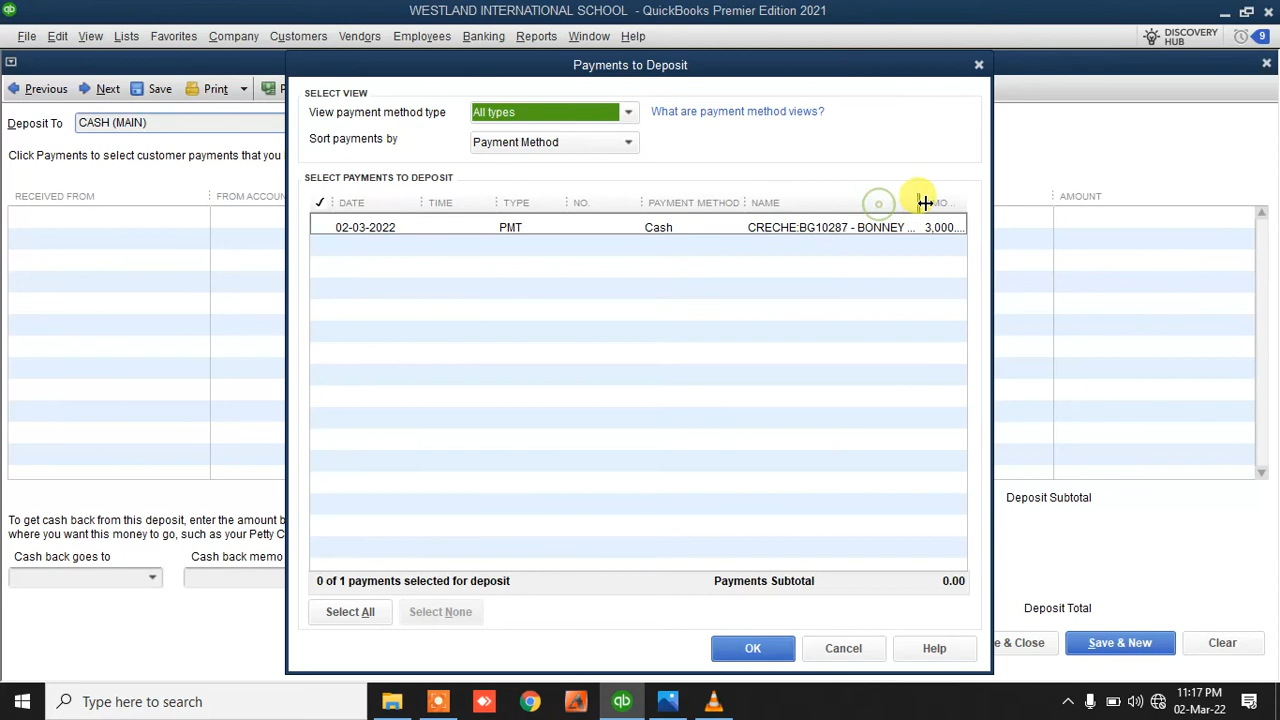 WESTLAND INTERNATIONAL SCHOOL - QuickBooks Premier Edition 2021
File Edit View Lists Favorites Company Customers Vendors Employees Banking Reports Window Help
DISCOVERY HUB 9
Payments to Deposit
Previous Next Save Print
Deposit To CASH (MAIN)
Click Payments to select customer payments that you
RECEIVED FROM FROM ACCOU AMOUNT
SELECT VIEW
View payment method type All types What are payment method views?
Sort payments by Payment Method
SELECT PAYMENTS TO DEPOSIT
✓ DATE TIME TYPE NO. PAYMENT METHOD NAME MO...
02-03-2022 PMT Cash CRECHE:BG10287 - BONNEY ... 3,000....
0 of 1 payments selected for deposit Payments Subtotal 0.00
Select All Select None
OK Cancel Help
Deposit Subtotal
To get cash back from this deposit, enter the amount b
where you want this money to go, such as your Petty C
Cash back goes to Cash back memo
Deposit Total
e & Close Save & New Clear
Type here to search
11:17 PM
02-Mar-22